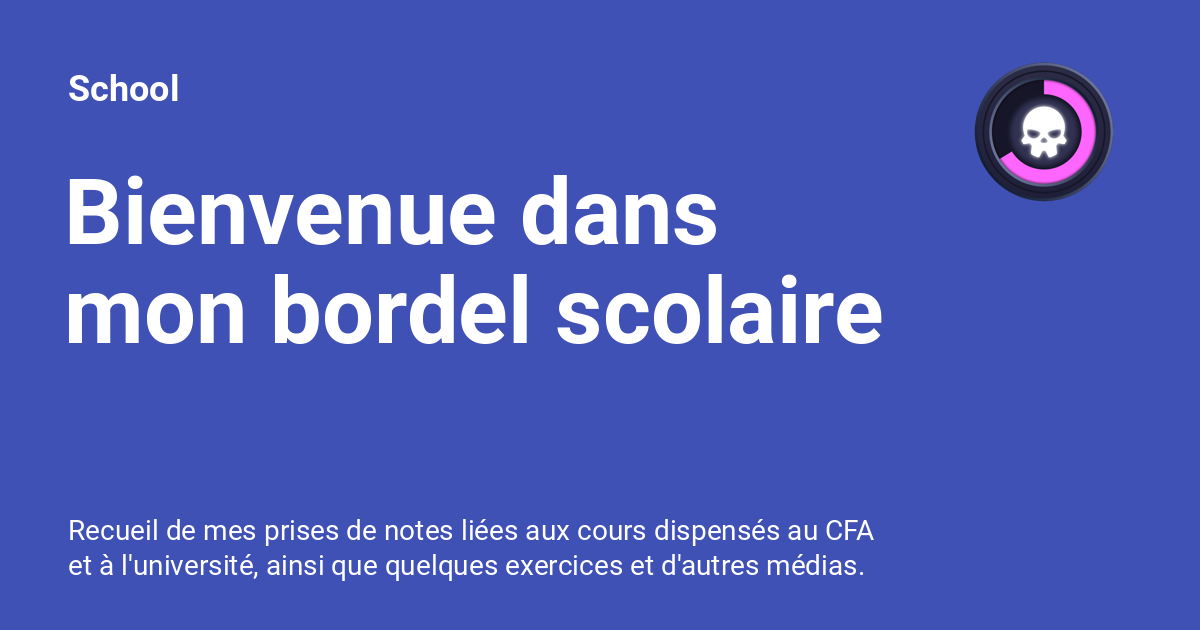 School
Bienvenue dans
mon bordel scolaire
Recueil de mes prises de notes liées aux cours dispensés au CFA
et à l'université, ainsi que quelques exercices et d'autres médias.